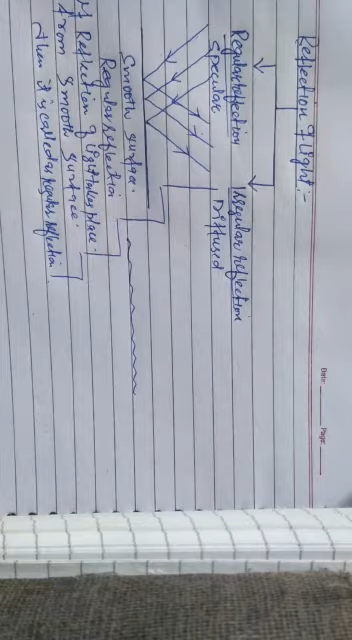 Date: Page:
Reflection of light:-
Regular reflection Irregular reflection
Specular Diffused
Smooth surface.
Regular reflection
If Reflection of light takes place
from smooth surface.
then it is called as regular reflection